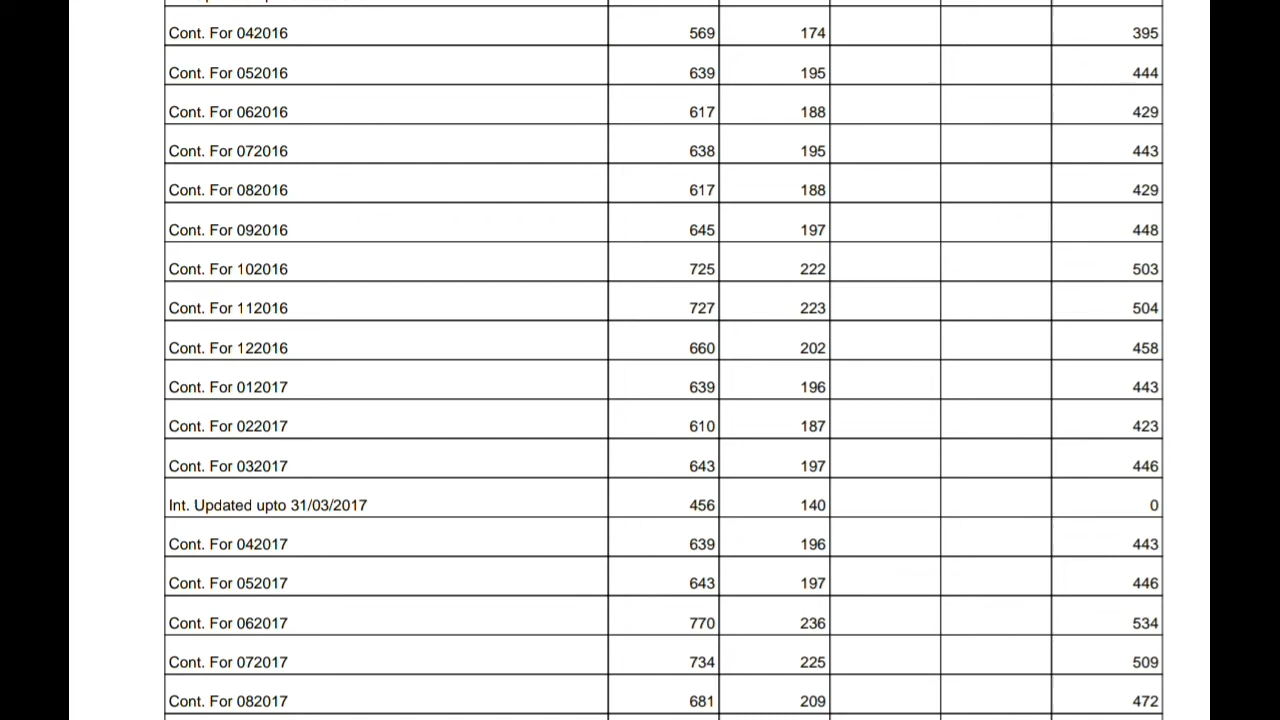 Cont. For 042016 569 174 395
Cont. For 052016 639 195 444
Cont. For 062016 617 188 429
Cont. For 072016 638 195 443
Cont. For 082016 617 188 429
Cont. For 092016 645 197 448
Cont. For 102016 725 222 503
Cont. For 112016 727 223 504
Cont. For 122016 660 202 458
Cont. For 012017 639 196 443
Cont. For 022017 610 187 423
Cont. For 032017 643 197 446
Int. Updated upto 31/03/2017 456 140 0
Cont. For 042017 639 196 443
Cont. For 052017 643 197 446
Cont. For 062017 770 236 534
Cont. For 072017 734 225 509
Cont. For 082017 681 209 472